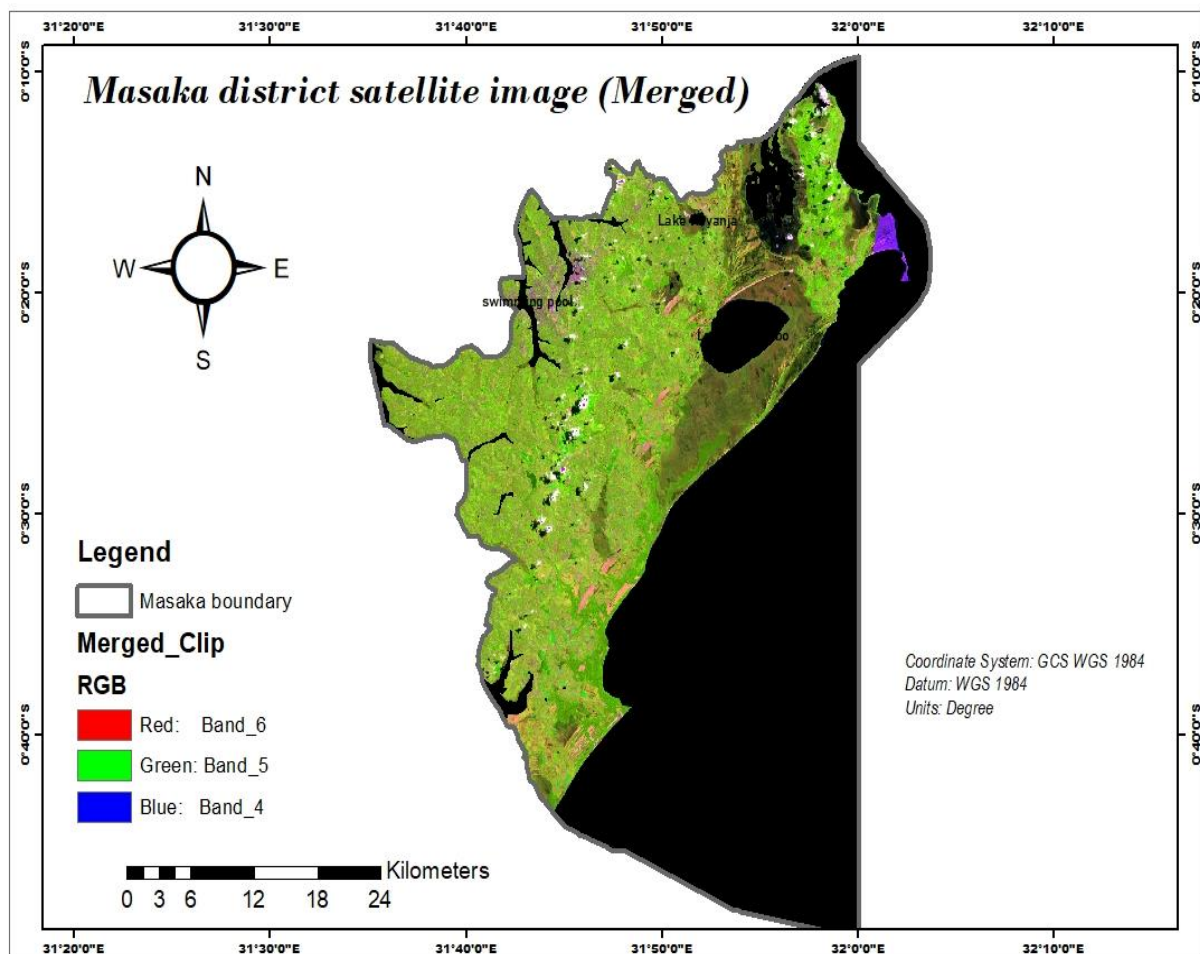 31°20'0"E 31°30'0"E 31°40'0"E 31°50'0"E 32°0'0"E 32°10'0"E
Masaka district satellite image (Merged)
0°10'0"S 0°10'0"S
N
W E
S
Lake
0°20'0"S 0°20'0"S
swimming pool
0°30'0"S 0°30'0"S
Legend
Masaka boundary
Merged_Clip
RGB
Red: Band_6
Green: Band_5
Blue: Band_4
Coordinate System: GCS WGS 1984
Datum: WGS 1984
Units: Degree
0°40'0"S 0°40'0"S
Kilometers
0 3 6 12 18 24
31°20'0"E 31°30'0"E 31°40'0"E 31°50'0"E 32°0'0"E 32°10'0"E